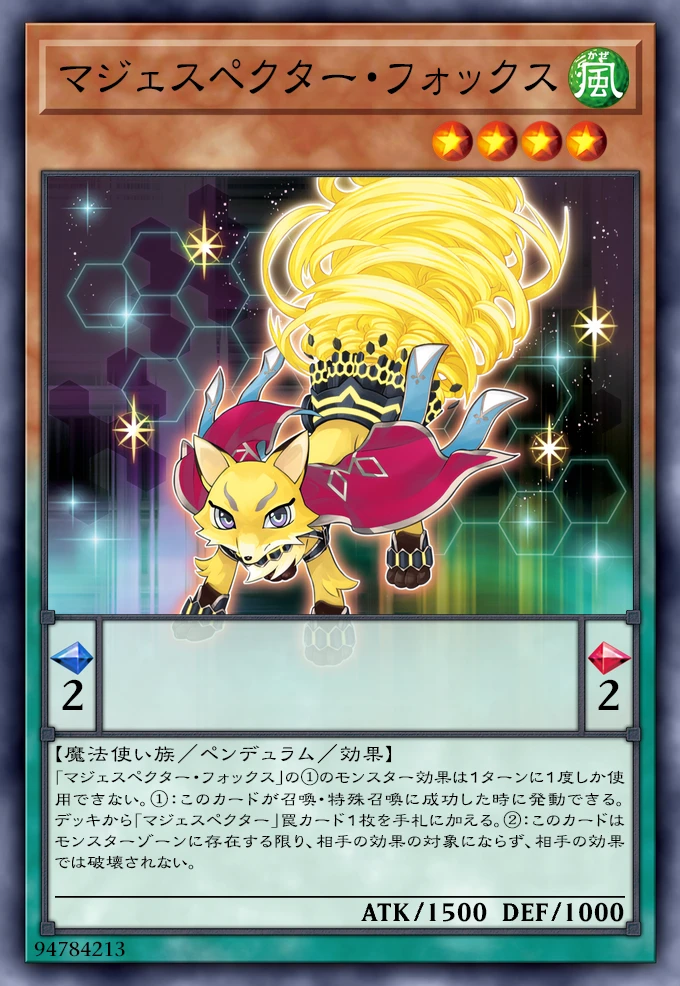 マジェスペクター・フォックス
かぜ
風
2
2
【魔法使い族／ペンデュラム／効果】
「マジェスペクター・フォックス」の①のモンスター効果は1ターンに1度しか使
用できない。①：このカードが召喚・特殊召喚に成功した時に発動できる。
デッキから「マジェスペクター」罠カード1枚を手札に加える。②：このカードは
モンスターゾーンに存在する限り、相手の効果の対象にならず、相手の効果
では破壊されない。
ATK/1500 DEF/1000
94784213